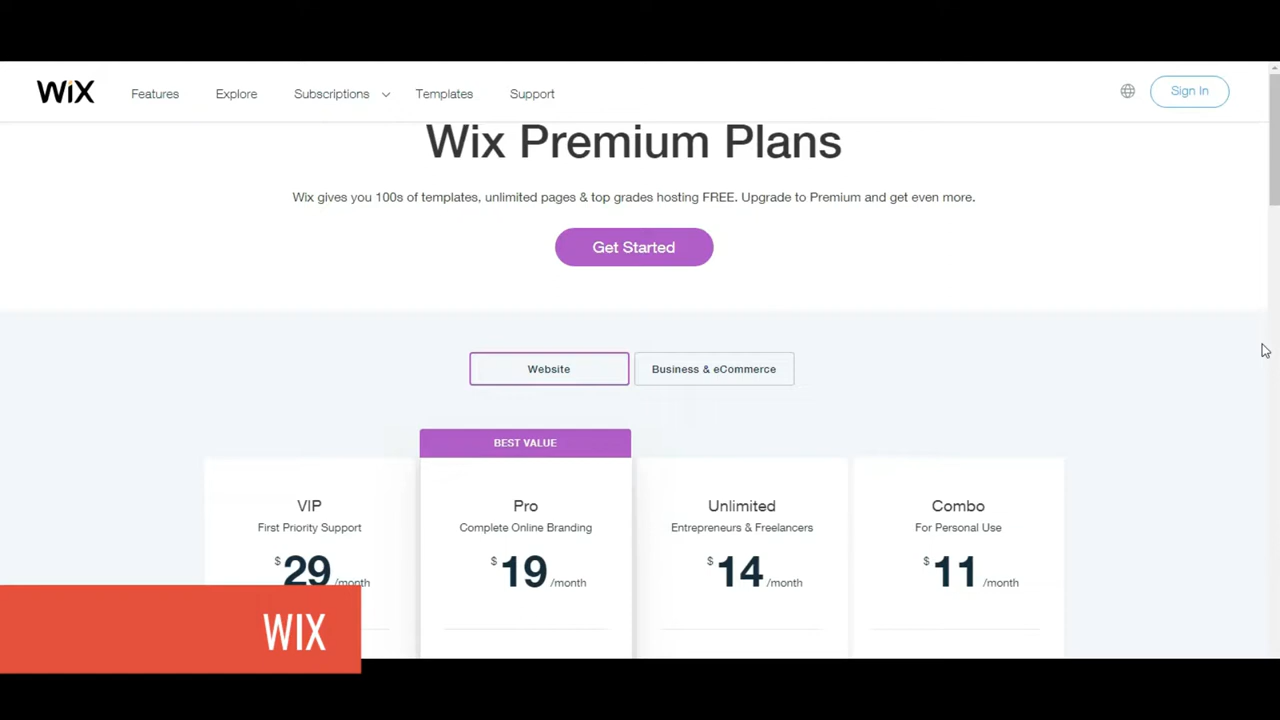 WiX
Features
Explore
Subscriptions
Templates
Support
Sign In
Wix Premium Plans
Wix gives you 100s of templates, unlimited pages & top grades hosting FREE. Upgrade to Premium and get even more.
Get Started
Website
Business & eCommerce
BEST VALUE
VIP
First Priority Support
$29/month
Pro
Complete Online Branding
$19/month
Unlimited
Entrepreneurs & Freelancers
$14/month
Combo
For Personal Use
$11/month
WIX